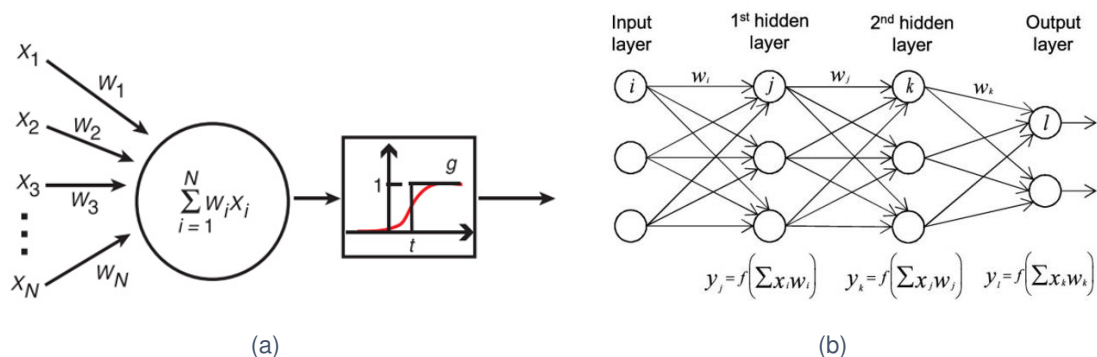 X1
W1
X2
W2
X3
W3
XN
WN
N
∑ WiXi
i = 1
g
1
t
(a)
Input layer
1st hidden layer
2nd hidden layer
Output layer
i
wi
j
wj
k
wk
l
yj=f(∑xiwi)
yk=f(∑xjwj)
yl=f(∑xkwk)
(b)